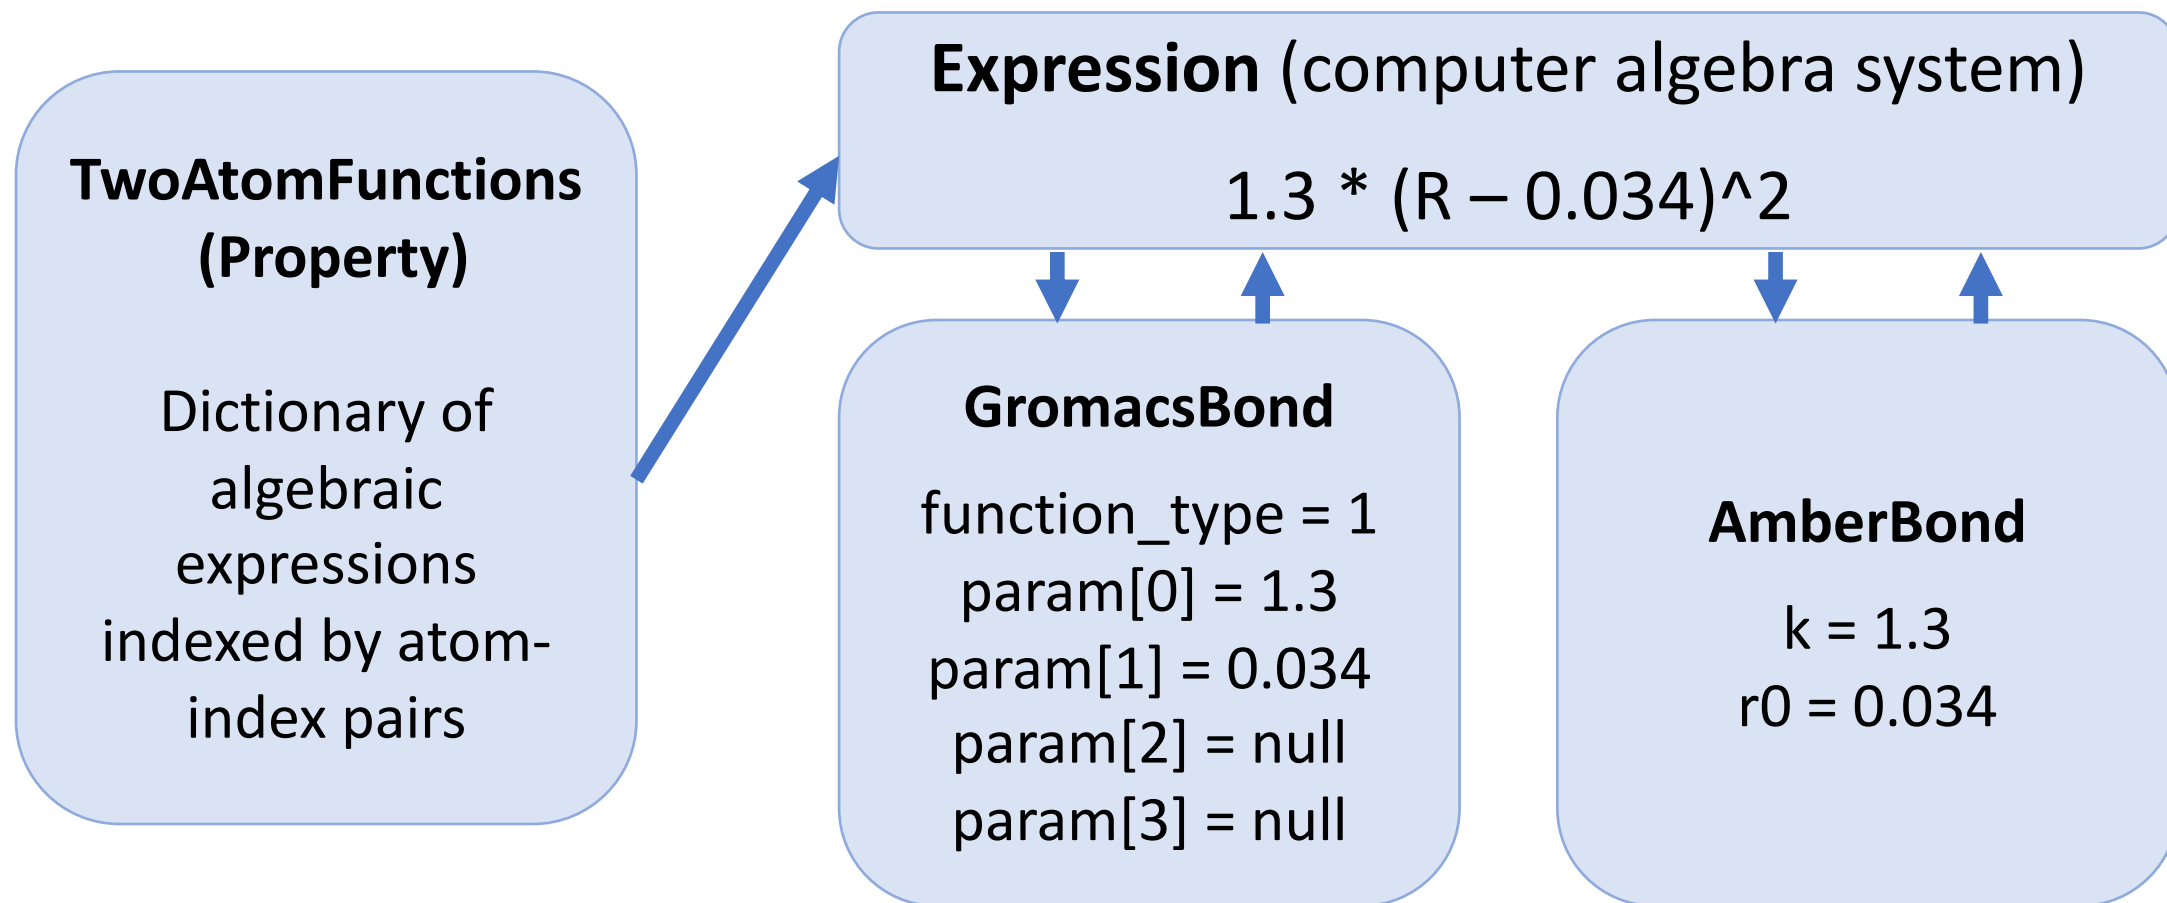 TwoAtomFunctions
(Property)
Dictionary of
algebraic
expressions
indexed by atom-
index pairs
Expression (computer algebra system)
1.3 * (R – 0.034)^2
GromacsBond
function_type = 1
param[0] = 1.3
param[1] = 0.034
param[2] = null
param[3] = null
AmberBond
k = 1.3
r0 = 0.034